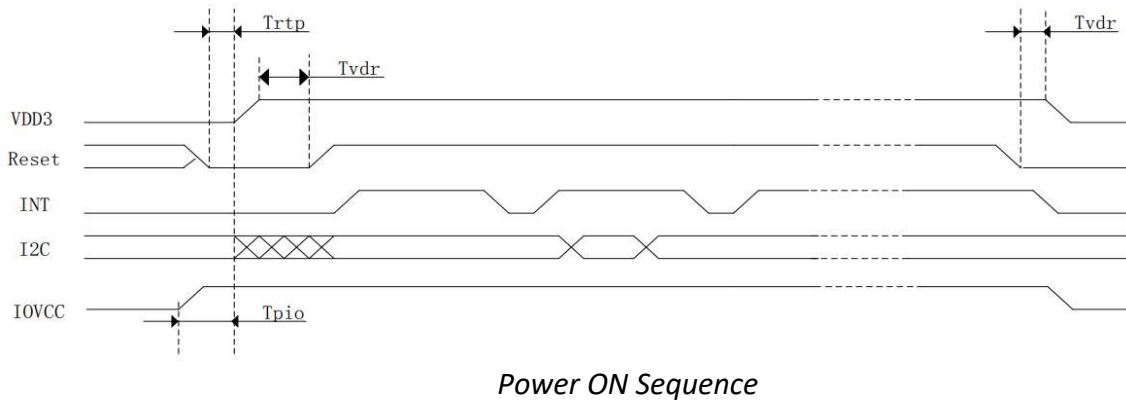 Trtp
Tvdr
Tvdr
VDD3
Reset
INT
I2C
IOVCC
Tpio
Power ON Sequence